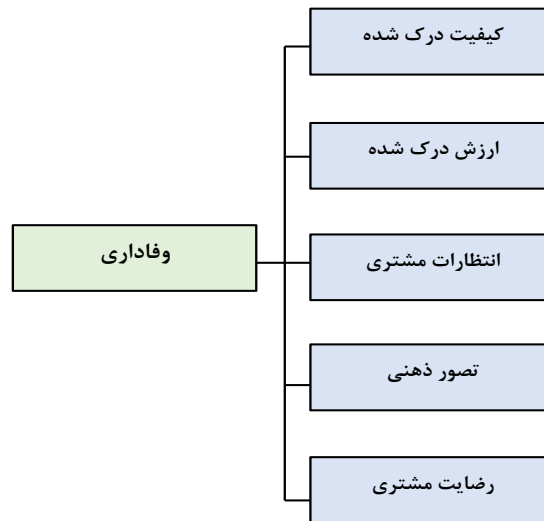 کیفیت درک شده
ارزش درک شده
وفاداری
انتظارات مشتری
تصور ذهنی
رضایت مشتری